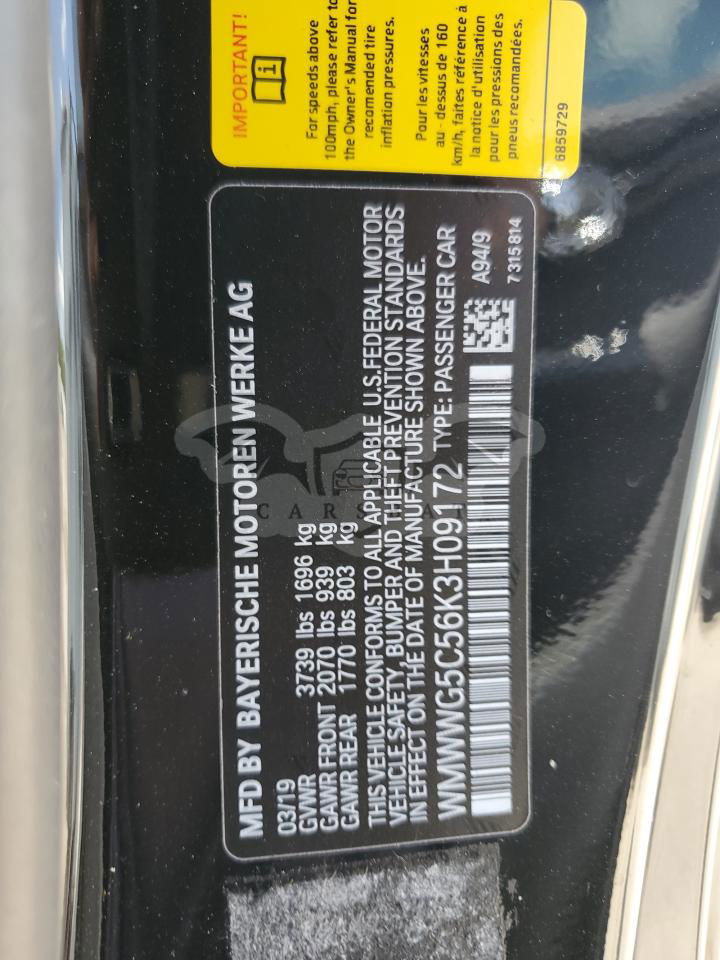 IMPORTANT!
For speeds above
100mph, please refer to
the Owner's Manual for
recommended tire
inflation pressures.
Pour les vitesses
au - dessus de 160
km/h, faites référence à
la notice d'utilisation
pour les pressions des
pneus recomandées.
6859729
MFD BY BAYERISCHE MOTOREN WERKE AG
03/19
GVWR 3739 lbs 1696 kg
GAWR FRONT 2070 lbs 939 kg
GAWR REAR 1770 lbs 803 kg
THIS VEHICLE CONFORMS TO ALL APPLICABLE U.S.FEDERAL MOTOR
VEHICLE SAFETY, BUMPER AND THEFT PREVENTION STANDARDS
IN EFFECT ON THE DATE OF MANUFACTURE SHOWN ABOVE.
WMWWG5C56K3H09172 TYPE: PASSENGER CAR
A94/9
7 315 814